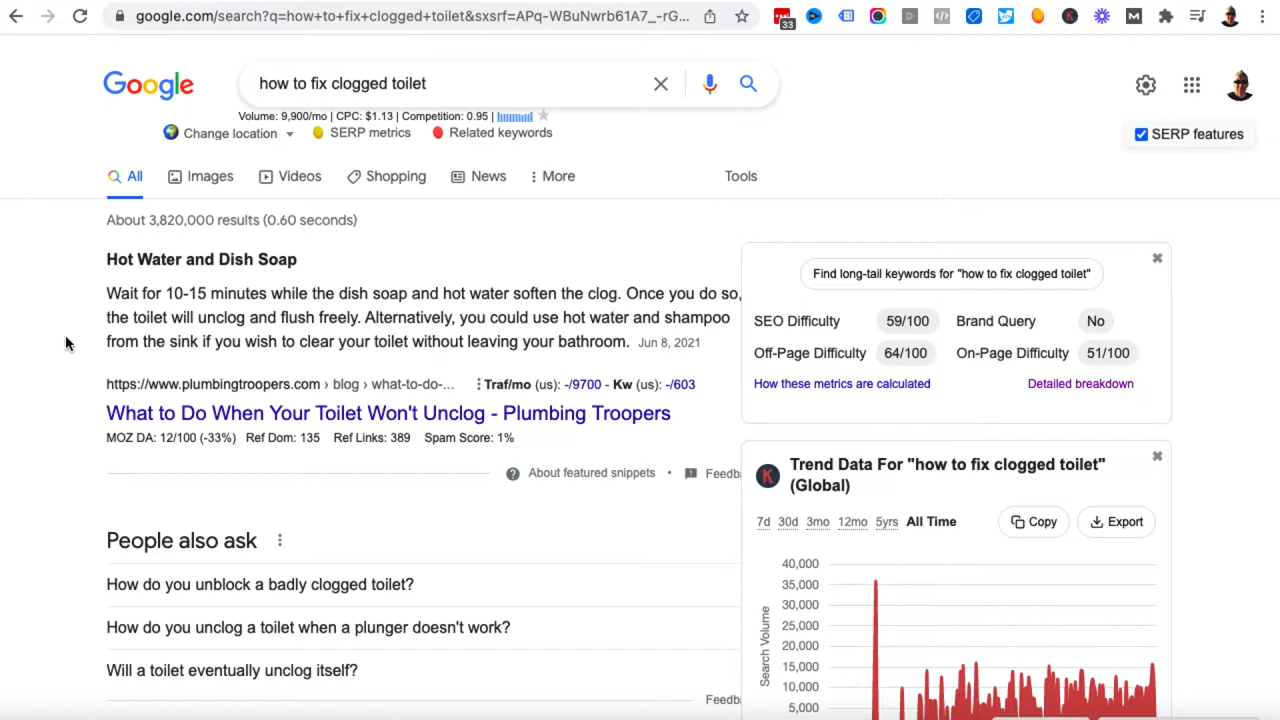 google.com/search?q=how+to+fix+clogged+toilet&sxsrf=APq-WBuNwrb61A7_-rG...
33
Google
how to fix clogged toilet
Volume: 9,900/mo | CPC: $1.13 | Competition: 0.95 |
Change location
SERP metrics
Related keywords
SERP features
All
Images
Videos
Shopping
News
More
Tools
About 3,820,000 results (0.60 seconds)
Hot Water and Dish Soap
Wait for 10-15 minutes while the dish soap and hot water soften the clog. Once you do so,
the toilet will unclog and flush freely. Alternatively, you could use hot water and shampoo
from the sink if you wish to clear your toilet without leaving your bathroom. Jun 8, 2021
https://www.plumbingtroopers.com › blog › what-to-do-...
Traf/mo (us): -/9700 - Kw (us): -/603
What to Do When Your Toilet Won't Unclog - Plumbing Troopers
MOZ DA: 12/100 (-33%) Ref Dom: 135 Ref Links: 389 Spam Score: 1%
About featured snippets • Feedba
People also ask
How do you unblock a badly clogged toilet?
How do you unclog a toilet when a plunger doesn't work?
Will a toilet eventually unclog itself?
Feedba
Find long-tail keywords for "how to fix clogged toilet"
SEO Difficulty 59/100 Brand Query No
Off-Page Difficulty 64/100 On-Page Difficulty 51/100
How these metrics are calculated
Detailed breakdown
K
Trend Data For "how to fix clogged toilet"
(Global)
7d 30d 3mo 12mo 5yrs All Time
Copy
Export
Search Volume
40,000
35,000
30,000
25,000
20,000
15,000
10,000
5,000